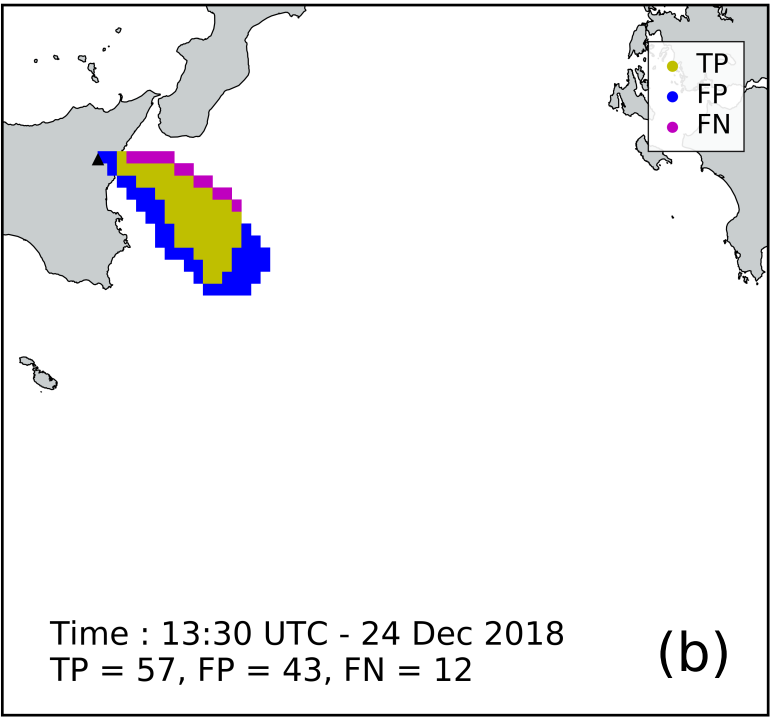 TP
FP
FN
Time : 13:30 UTC - 24 Dec 2018
TP = 57, FP = 43, FN = 12
(b)